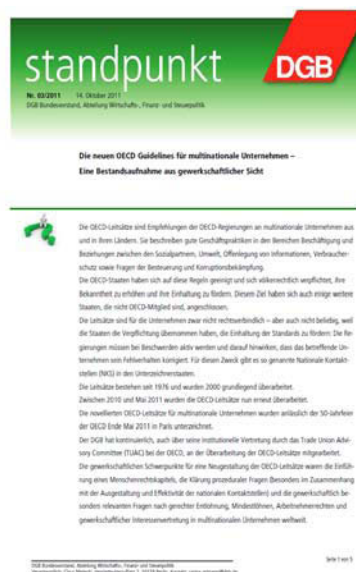 standpunkt
DGB
Nr. 03/2011 14. Oktober 2011
DGB Bundesvorstand, Abteilung Wirtschafts-, Finanz- und Steuerpolitik
Die neuen OECD Guidelines für multinationale Unternehmen –
Eine Bestandsaufnahme aus gewerkschaftlicher Sicht
Die OECD-Leitsätze sind Empfehlungen der OECD-Regierungen an multinationale Unternehmen aus
und in ihren Ländern. Sie beschreiben gute Geschäftspraktiken in den Bereichen Beschäftigung und
Beziehungen zwischen den Sozialpartnern, Umwelt, Offenlegung von Informationen, Verbraucher-
schutz sowie Fragen der Besteuerung und Korruptionsbekämpfung.
Die OECD-Staaten haben sich auf diese Regeln geeinigt und sich völkerrechtlich verpflichtet, ihre
Bekanntheit zu erhöhen und ihre Einhaltung zu fördern. Diesem Ziel haben sich auch einige weitere
Staaten, die nicht OECD-Mitglied sind, angeschlossen.
Die Leitsätze sind für die Unternehmen zwar nicht rechtsverbindlich – aber auch nicht beliebig, weil
die Staaten die Verpflichtung übernommen haben, die Einhaltung der Standards zu fördern: Die Re-
gierungen müssen bei Beschwerden aktiv werden und darauf hinwirken, dass das betreffende Un-
ternehmen sein Fehlverhalten korrigiert. Für diesen Zweck gibt es so genannte Nationale Kontakt-
stellen (NKS) in den Unterzeichnerstaaten.
Die Leitsätze bestehen seit 1976 und wurden 2000 grundlegend überarbeitet.
Zwischen 2010 und Mai 2011 wurden die OECD-Leitsätze nun erneut überarbeitet.
Die novellierten OECD-Leitsätze für multinationale Unternehmen wurden anlässlich der 50-Jahrfeier
der OECD Ende Mai 2011 in Paris unterzeichnet.
Der DGB hat kontinuierlich, auch über seine institutionelle Vertretung durch das Trade Union Advi-
sory Committee (TUAC) bei der OECD, an der Überarbeitung der OECD-Leitsätze mitgearbeitet.
Die gewerkschaftlichen Schwerpunkte für eine Neugestaltung der OECD-Leitsätze waren die Einfüh-
rung eines Menschenrechtskapitels, die Klärung prozeduraler Fragen (besonders im Zusammenhang
mit der Ausgestaltung und Effektivität der nationalen Kontaktstellen) und die gewerkschaftlich be-
sonders relevanten Fragen nach gerechter Entlohnung, Mindestlöhnen, Arbeitnehmerrechten und
gewerkschaftlicher Interessenvertretung in multinationalen Unternehmen weltweit.
Seite 1 von 5
DGB Bundesvorstand, Abteilung Wirtschafts-, Finanz- und Steuerpolitik